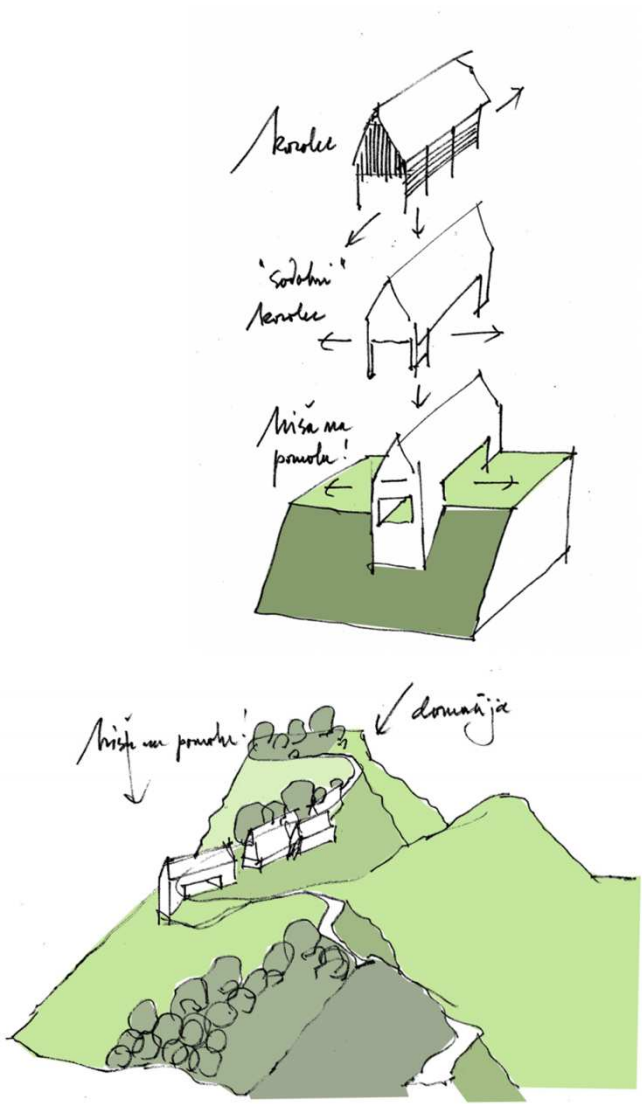 kozolec
"sodobni"
kozolec
hiša na
pomolu!
hiša na pomolu!
domačija